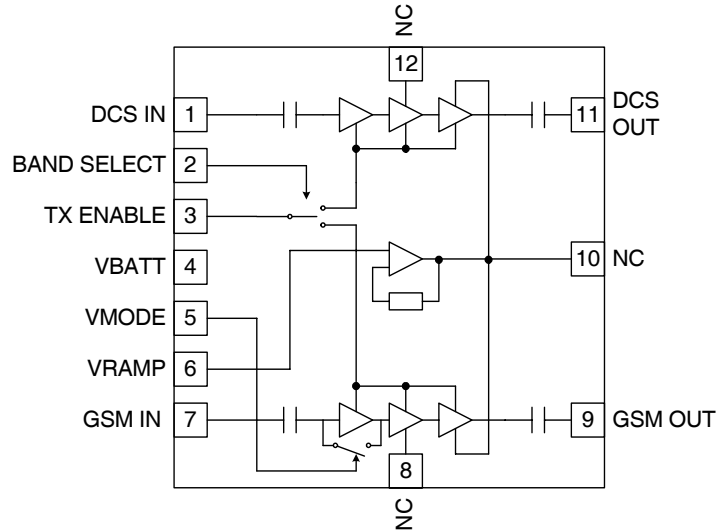 NC
12
DCS IN 1
11 DCS OUT
BAND SELECT 2
TX ENABLE 3
VBATT 4
10 NC
VMODE 5
VRAMP 6
GSM IN 7
9 GSM OUT
8
NC